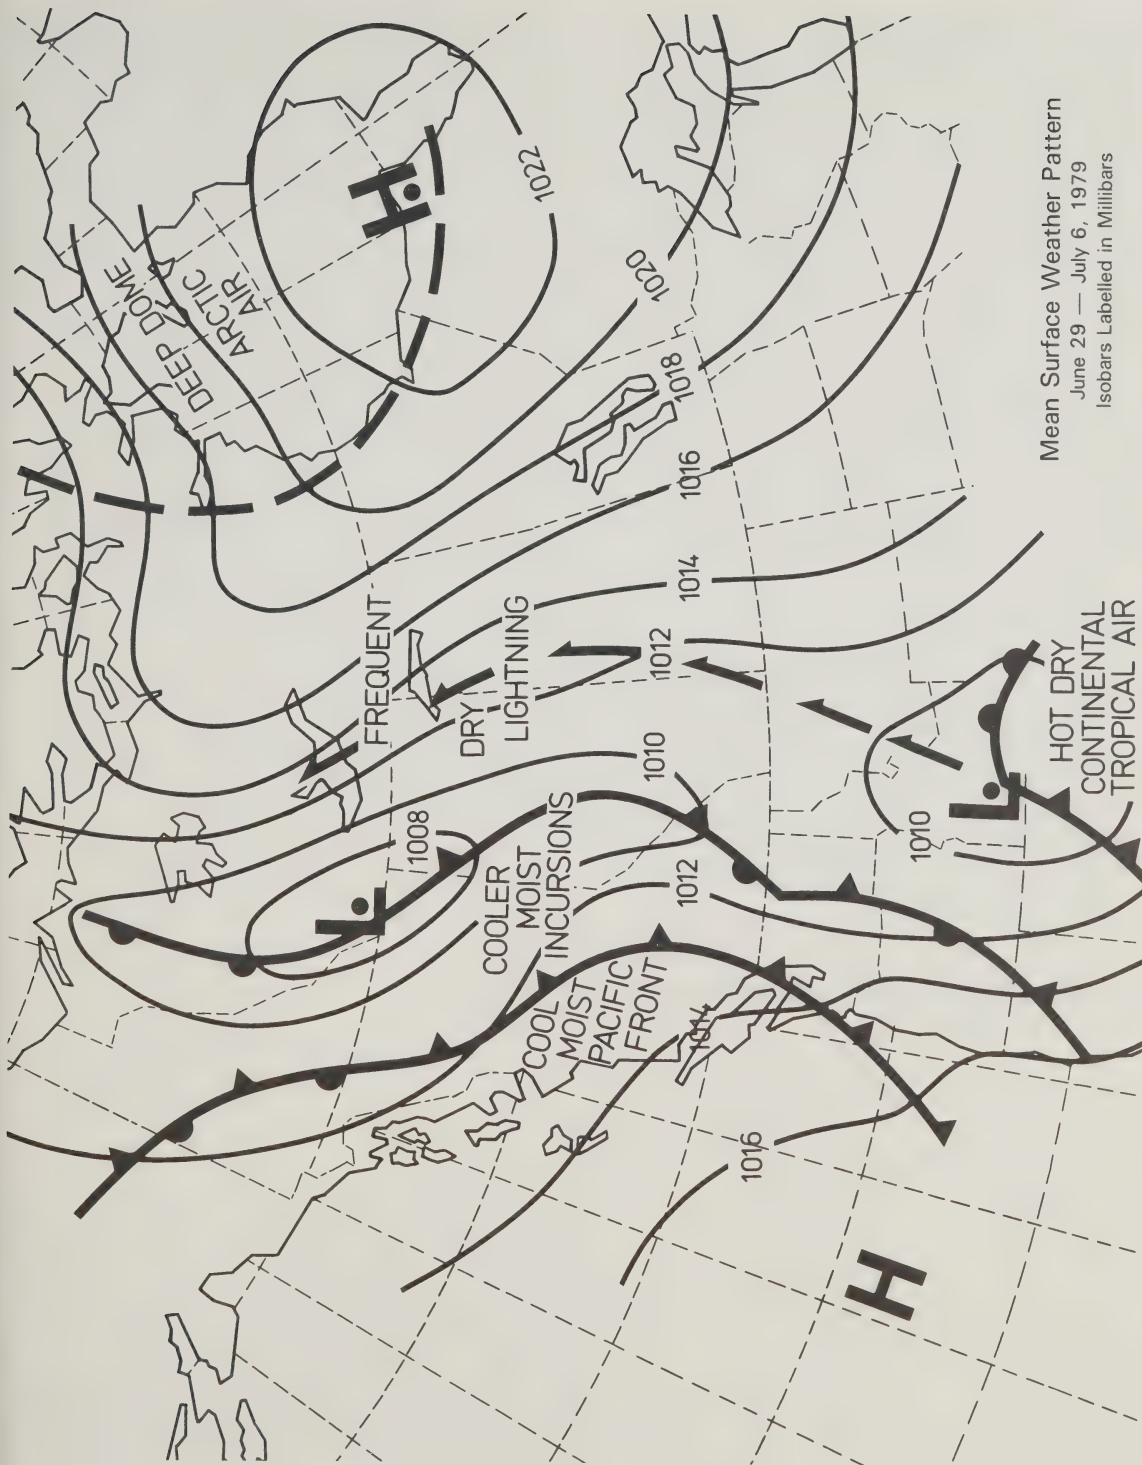 DEEP DOME
ARCTIC
AIR
H
1022
1020
1018
1016
1014
1012
FREQUENT
DRY
LIGHTNING
1010
1008
L
COOLER
MOIST
INCURSIONS
1012
COOL
MOIST
PACIFIC
FRONT
1014
1016
H
1010
L
HOT DRY
CONTINENTAL
TROPICAL AIR
Mean Surface Weather Pattern
June 29 — July 6, 1979
Isobars Labelled in Millibars